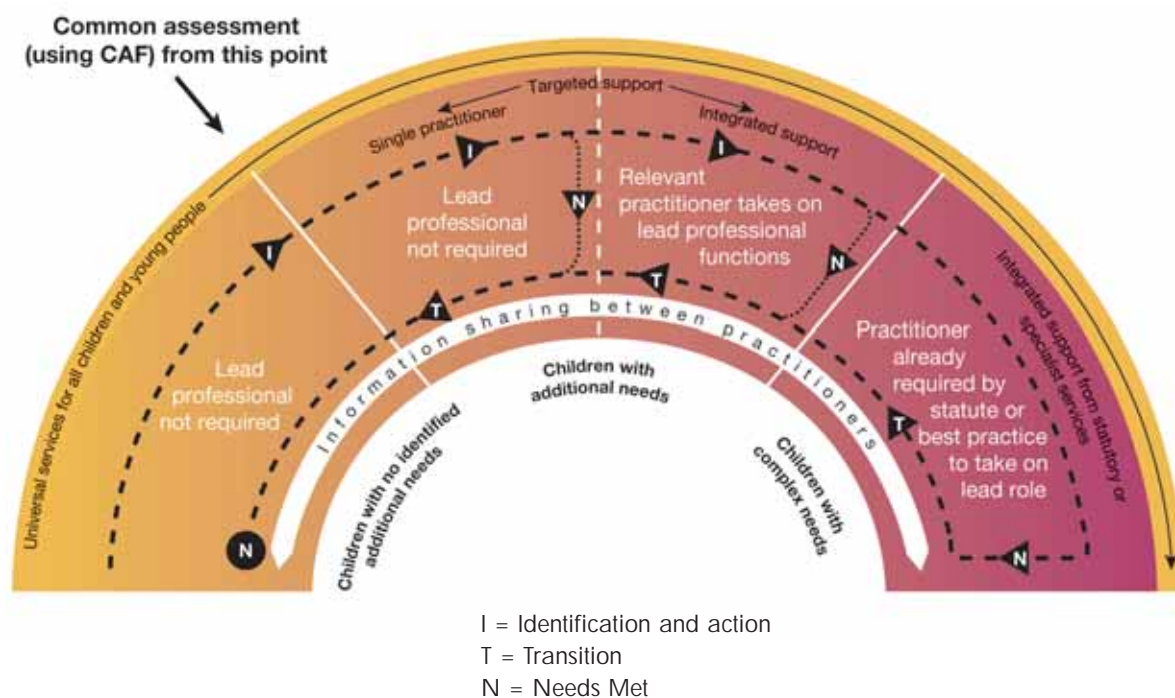 Common assessment
(using CAF) from this point
Universal services for all children and young people
Single practitioner
Targeted support
Integrated support
Integrated support from statutory or
specialist services
I
I
I
N
N
N
N
T
T
T
Lead
professional
not required
Lead
professional
not required
Relevant
practitioner takes on
lead professional
functions
Practitioner
already
required by
statute or
best practice
to take on
lead role
Information sharing between practitioners
Children with no identified
additional needs
Children with
additional needs
Children with
complex needs
I = Identification and action
T = Transition
N = Needs Met